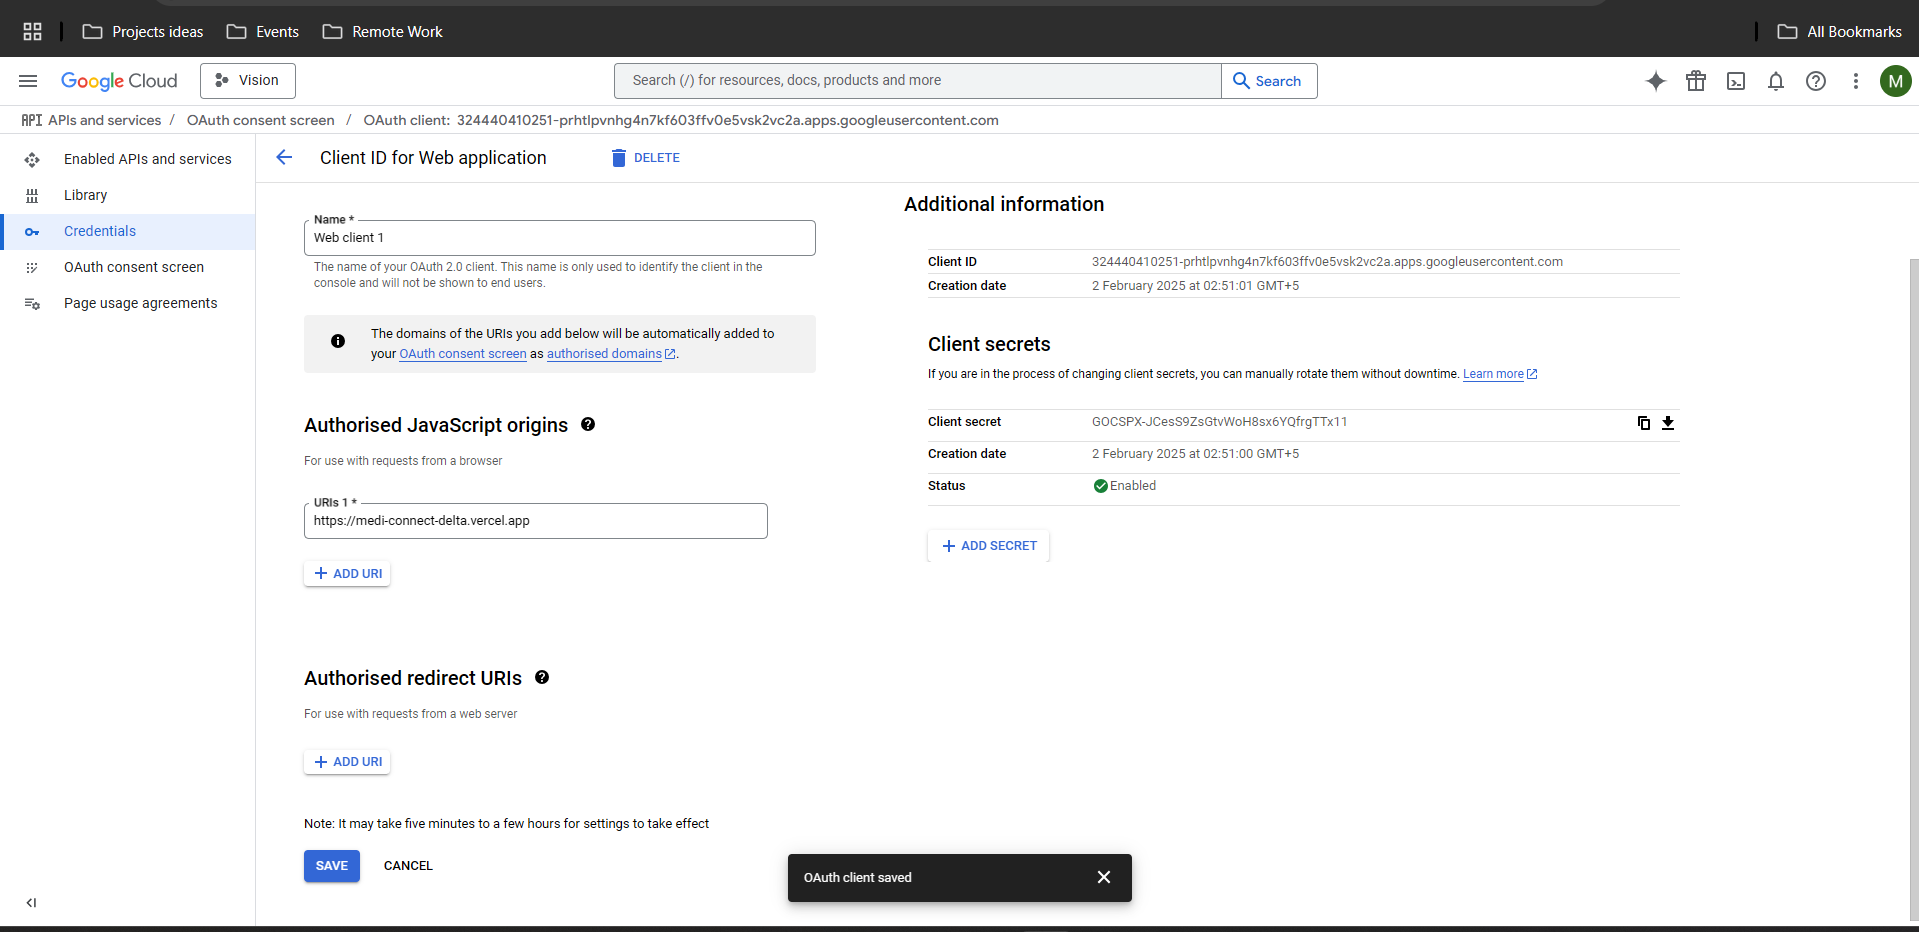 Projects ideas
Events
Remote Work
All Bookmarks
Google Cloud
Vision
Search (/) for resources, docs, products and more
Search
M
API APIs and services / OAuth consent screen / OAuth client: 324440410251-prhtlpvnhg4n7kf603ffv0e5vsk2vc2a.apps.googleusercontent.com
Enabled APIs and services
Library
Credentials
OAuth consent screen
Page usage agreements
Client ID for Web application
DELETE
Name *
Web client 1
The name of your OAuth 2.0 client. This name is only used to identify the client in the
console and will not be shown to end users.
The domains of the URIs you add below will be automatically added to
your OAuth consent screen as authorised domains.
Authorised JavaScript origins
For use with requests from a browser
URIs 1 *
https://medi-connect-delta.vercel.app
ADD URI
Authorised redirect URIs
For use with requests from a web server
ADD URI
Note: It may take five minutes to a few hours for settings to take effect
SAVE
CANCEL
Additional information
Client ID 324440410251-prhtlpvnhg4n7kf603ffv0e5vsk2vc2a.apps.googleusercontent.com
Creation date 2 February 2025 at 02:51:01 GMT+5
Client secrets
If you are in the process of changing client secrets, you can manually rotate them without downtime. Learn more
Client secret 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
Creation date 2 February 2025 at 02:51:00 GMT+5
Status Enabled
ADD SECRET
OAuth client saved